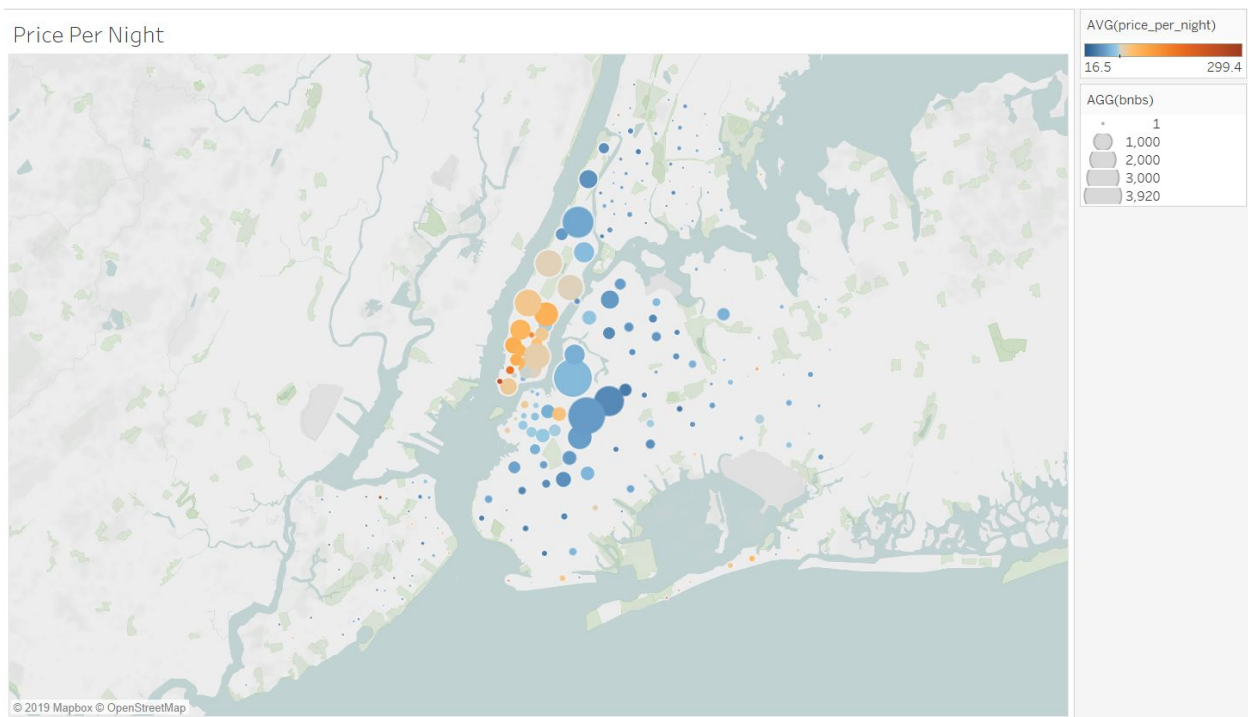 Price Per Night
© 2019 Mapbox © OpenStreetMap
AVG(price_per_night)
16.5 299.4
AGG(bnbs)
1
1,000
2,000
3,000
3,920